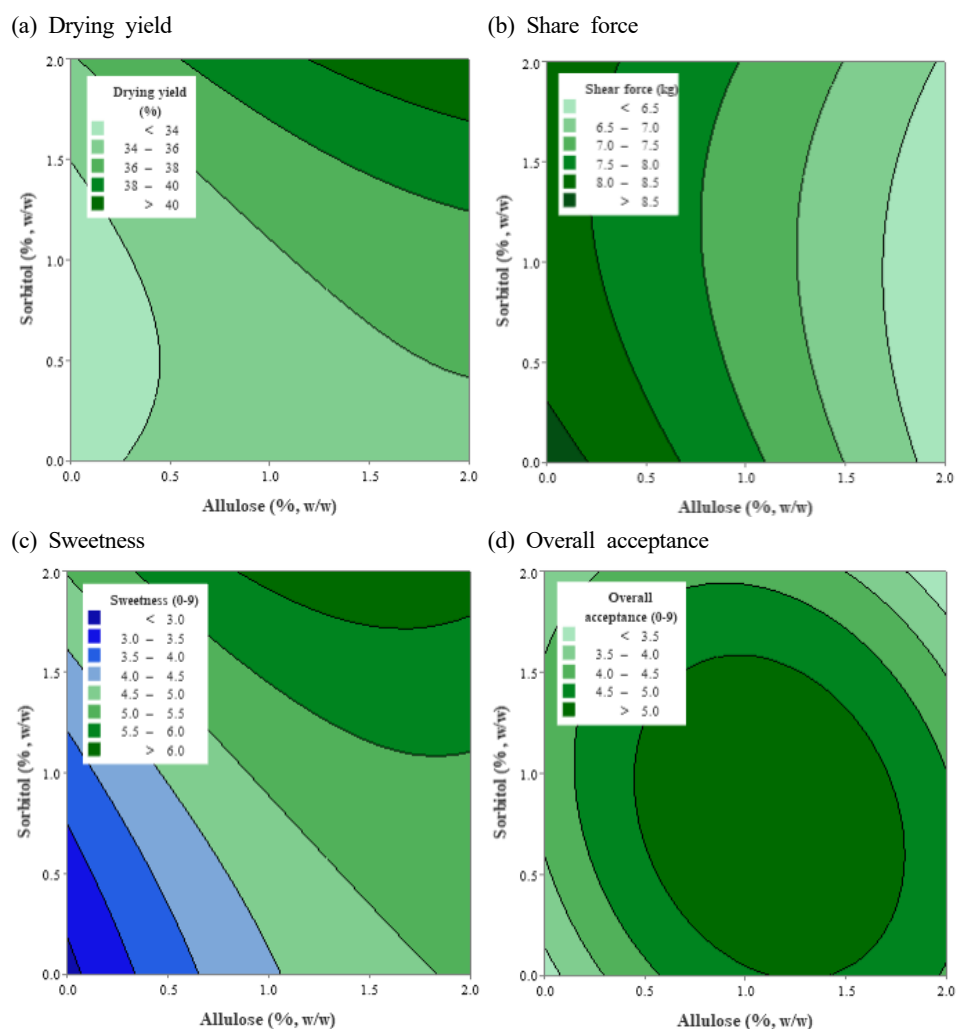 (a) Drying yield
2.0
1.5
1.0
0.5
0.0
Sorbitol (%, w/w)
Drying yield
(%)
< 34
34 – 36
36 – 38
38 – 40
> 40
0.0 0.5 1.0 1.5 2.0
Allulose (%, w/w)
(b) Share force
2.0
1.5
1.0
0.5
0.0
Sorbitol (%, w/w)
Shear force (kg)
< 6.5
6.5 – 7.0
7.0 – 7.5
7.5 – 8.0
8.0 – 8.5
> 8.5
0.0 0.5 1.0 1.5 2.0
Allulose (%, w/w)
(c) Sweetness
2.0
1.5
1.0
0.5
0.0
Sorbitol (%, w/w)
Sweetness (0-9)
< 3.0
3.0 – 3.5
3.5 – 4.0
4.0 – 4.5
4.5 – 5.0
5.0 – 5.5
5.5 – 6.0
> 6.0
0.0 0.5 1.0 1.5 2.0
Allulose (%, w/w)
(d) Overall acceptance
2.0
1.5
1.0
0.5
0.0
Sorbitol (%, w/w)
Overall
acceptance (0-9)
< 3.5
3.5 – 4.0
4.0 – 4.5
4.5 – 5.0
> 5.0
0.0 0.5 1.0 1.5 2.0
Allulose (%, w/w)